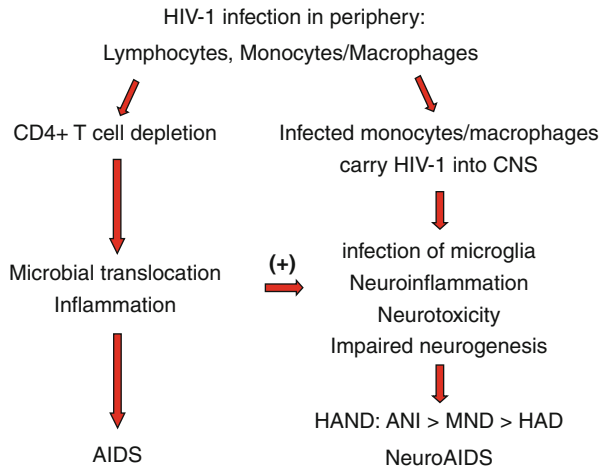 HIV-1 infection in periphery:
Lymphocytes, Monocytes/Macrophages
CD4+ T cell depletion
Microbial translocation
Inflammation
AIDS
(+)
Infected monocytes/macrophages
carry HIV-1 into CNS
infection of microglia
Neuroinflammation
Neurotoxicity
Impaired neurogenesis
HAND: ANI > MND > HAD
NeuroAIDS